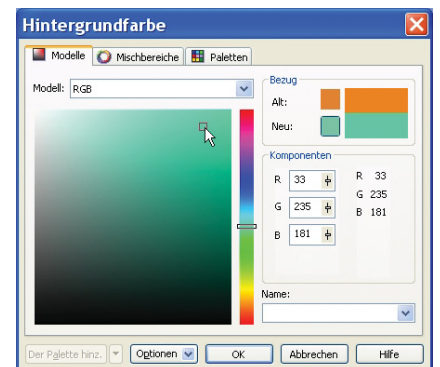 Hintergrundfarbe
Modelle Mischbereiche Paletten
Modell: RGB
Bezug
Alt:
Neu:
Komponenten
R 33 R 33
G 235 G 235
B 181 B 181
Name:
Der Palette hinz. Optionen OK Abbrechen Hilfe